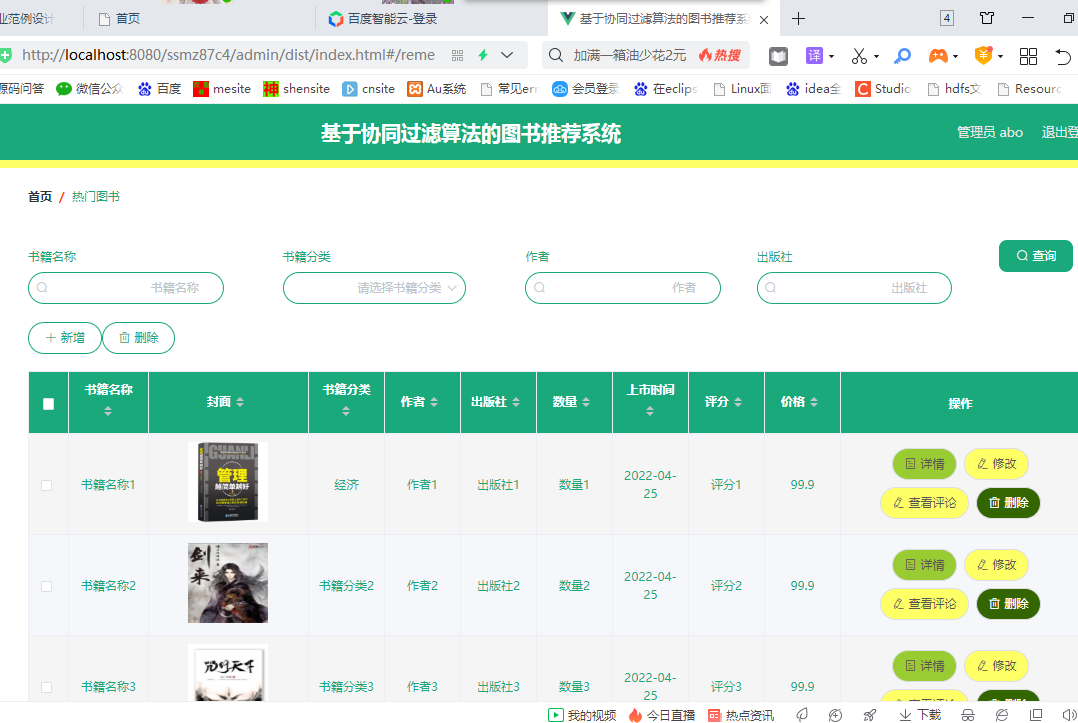 业范例设计
首页
百度智能云-登录
基于协同过滤算法的图书推荐系统
4
http://localhost:8080/ssmz87c4/admin/dist/index.html#/reme
加满一箱油少花2元
热搜
译
源码问答
微信公众
百度
mesite
神
shensite
cnsite
Au系统
常见err
会员登录
在eclips
Linux面
idea全
C
Studio
hdfs文
Resourc
基于协同过滤算法的图书推荐系统
管理员 abo
退出登
首页 / 热门图书
书籍名称
书籍分类
作者
出版社
查询
书籍名称
请选择书籍分类
作者
出版社
新增
删除
书籍名称 封面 书籍分类 作者 出版社 数量 上市时间 评分 价格 操作
GUANLI
管理
越简单越好
书籍名称1 经济 作者1 出版社1 数量1 2022-04-25 评分1 99.9
详情 修改
查看评论 删除
剑来
书籍名称2 书籍分类2 作者2 出版社2 数量2 2022-04-25 评分2 99.9
详情 修改
查看评论 删除
书籍名称3 书籍分类3 作者3 出版社3 数量3 2022-04-25 评分3 99.9
详情 修改
查看评论 删除
我的视频
今日直播
热点资讯
下载